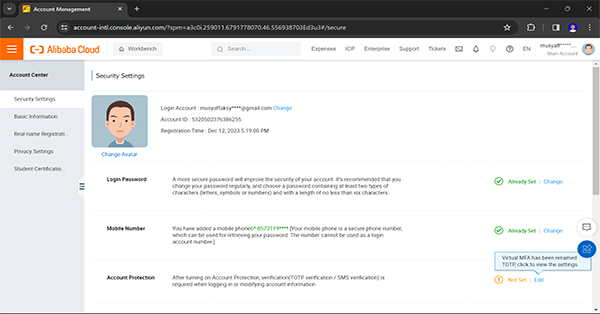 Account Management
account-intl.console.aliyun.com/?spm=a3c0i.259011.6791778070.46.556938703Ed3u3#/secure
Alibaba Cloud
Workbench
Search...
Expenses ICP Enterprise Support Tickets
EN
musyaff*****...
Main Account
Account Center
Security Settings
Basic Information
Real-name Registrati...
Privacy Settings
Student Certificatio...
Security Settings
Change Avatar
Login Account : musyaffaksy****@gmail.com Change
Account ID : 5320502376386255
Registration Time : Dec 12, 2023 5:19:00 PM
Login Password
A more secure password will improve the security of your account. It's recommended that you
change your password regularly, and choose a password containing at least two types of
characters (letters, symbols or numbers) and with a length of no less than six characters.
Already Set | Change
Mobile Number
You have added a mobile phone 8573119**** [Your mobile phone is a secure phone number,
which can be used for retrieving your password. The number cannot be used as a login
account number.]
Already Set | Change
Virtual MFA has been renamed
TOTP, click to view the settings
Account Protection
After turning on Account Protection, verification(TOTP verification / SMS verification) is
required when logging in or modifying account information
Not Set | Edit